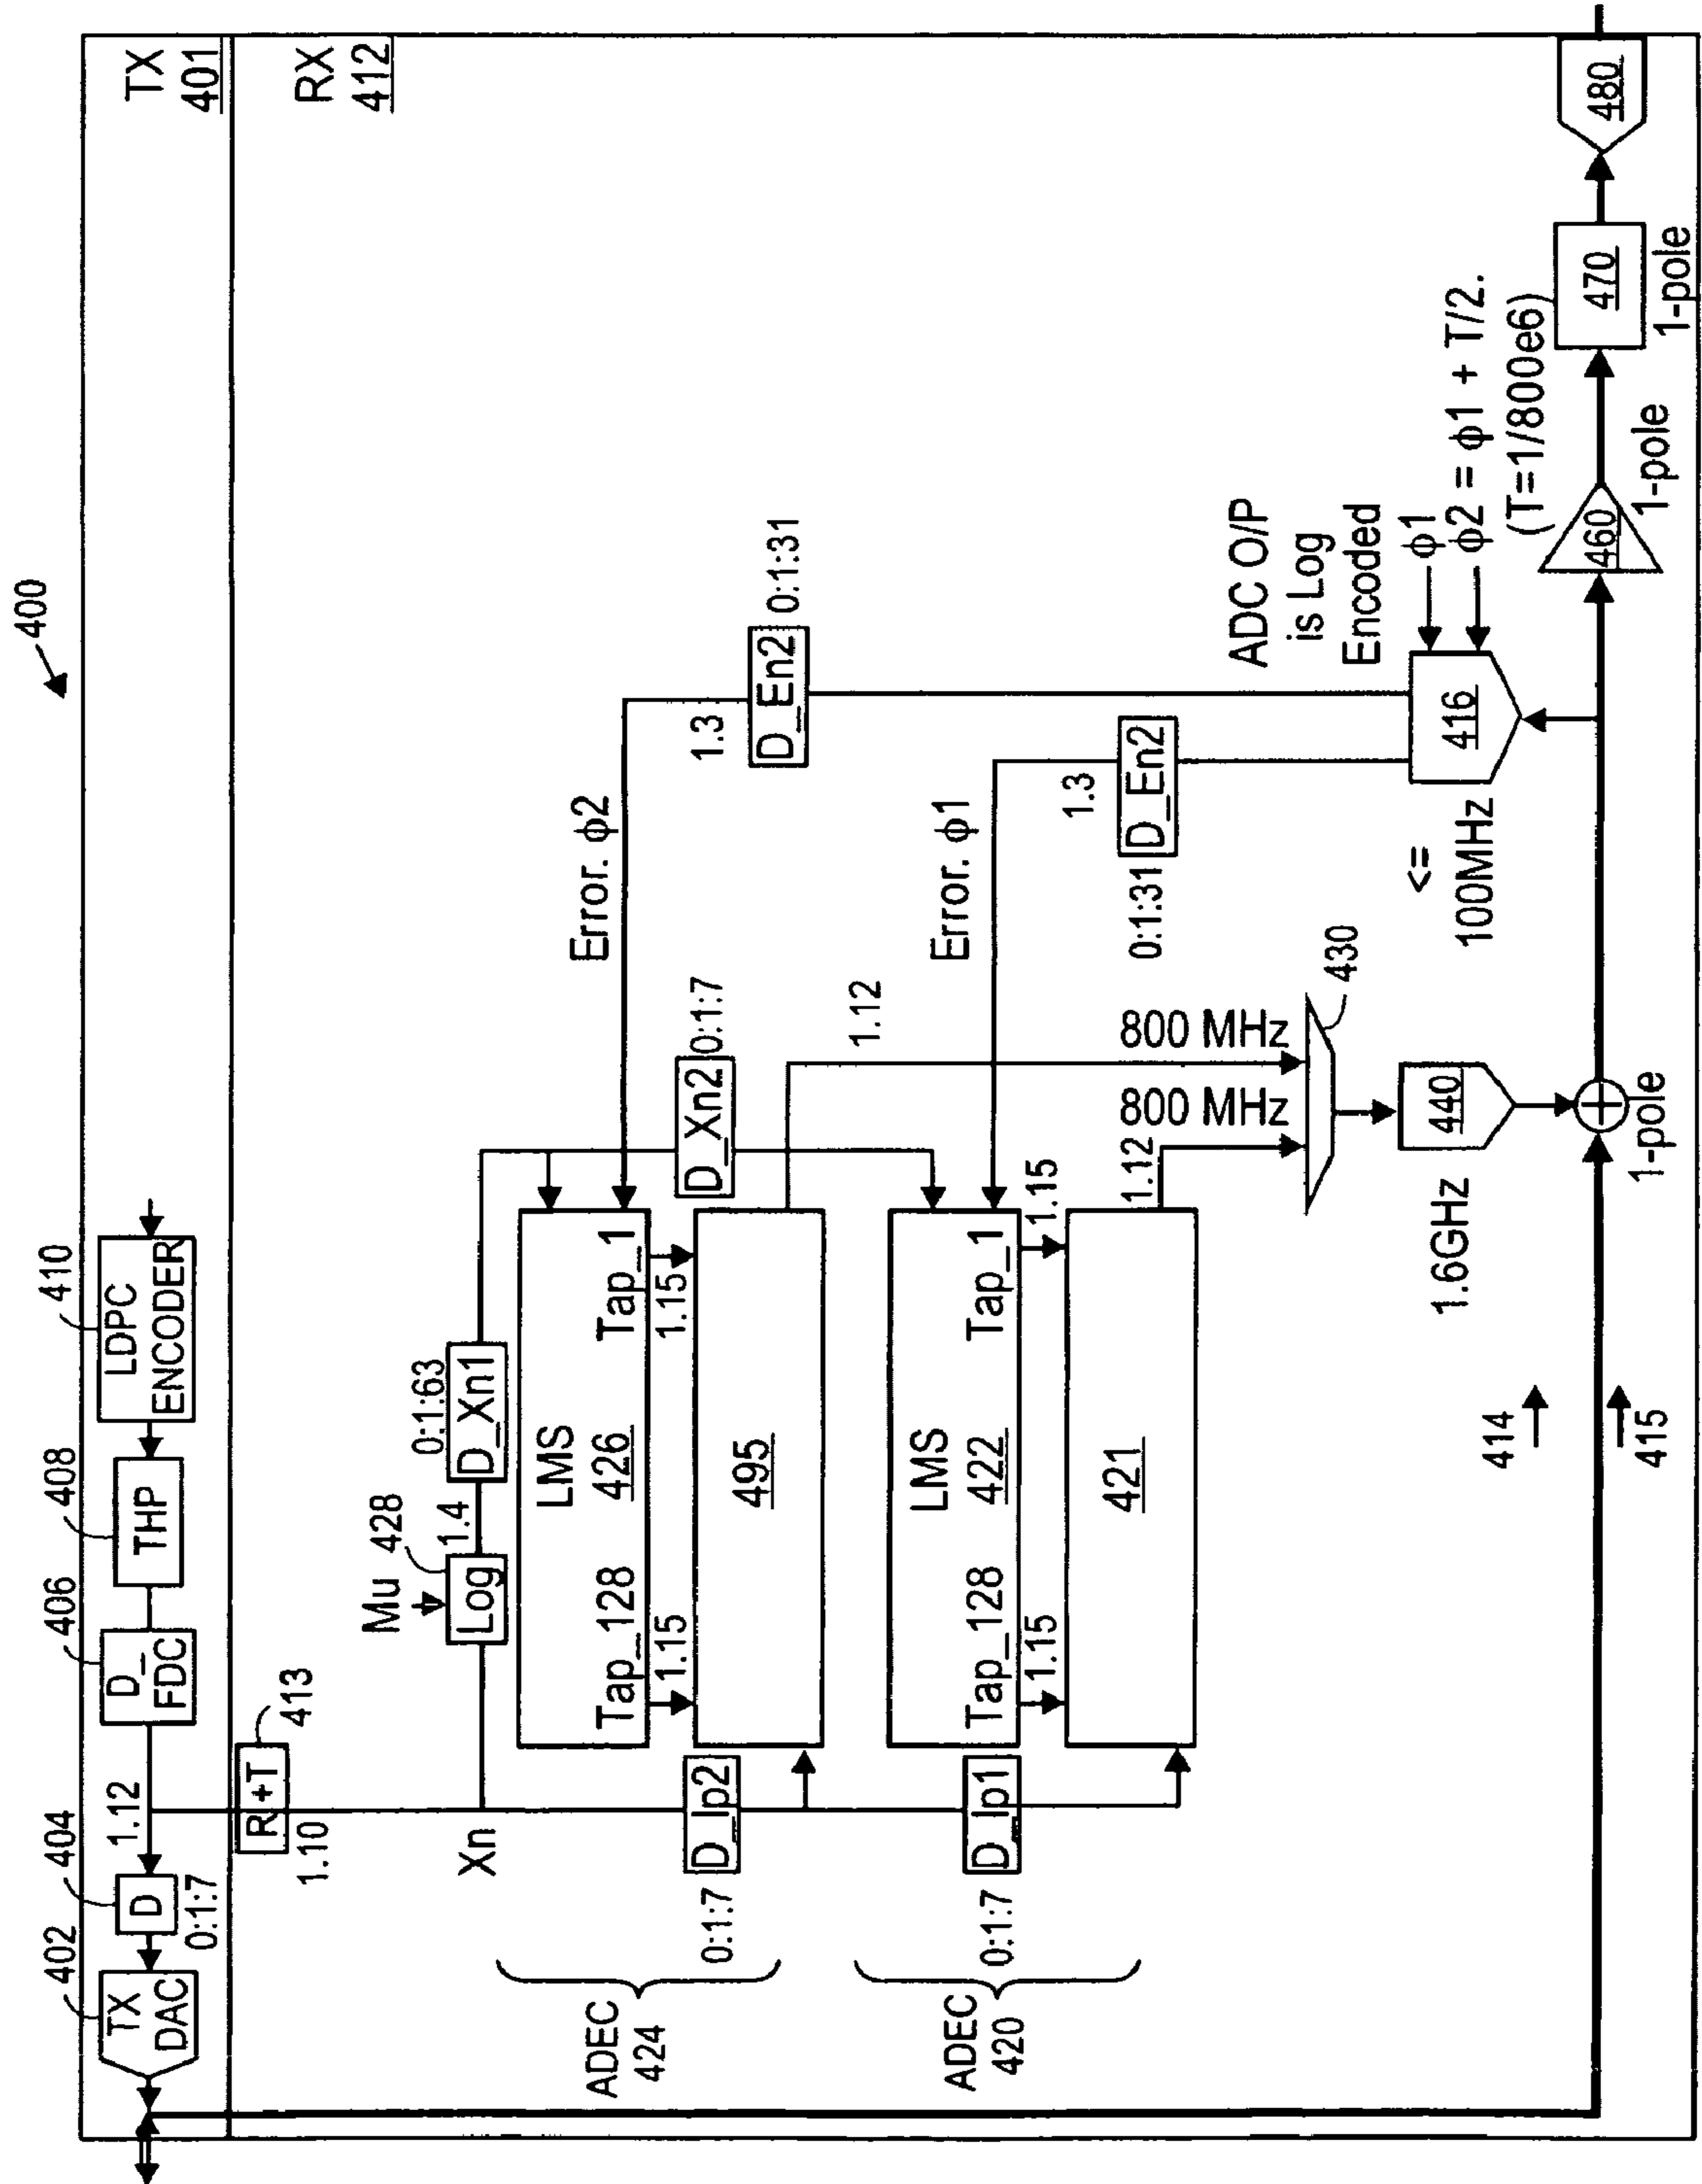 400
TX
401
RX
412
410
LDPC
ENCODER
408
THP
406
D_
FDC
404
1.12
D
0:1:7
402
TX
DAC
R+T
413
1.10
Xn
Mu
428
Log
1.4
0:1:63
D_Xn1
LMS
426
Tap_128
Tap_1
1.15
1.15
495
D_Ip2
0:1:7
ADEC
424
D_Xn2
0:1:7
1.12
Error. ϕ2
1.3
D_En2
0:1:31
LMS
422
Tap_128
Tap_1
1.15
1.15
421
D_Ip1
0:1:7
ADEC
420
1.12
Error. ϕ1
1.3
D_En2
0:1:31
800 MHz
800 MHz
430
440
1.6GHz
1-pole
414
415
ADC O/P
is Log
Encoded
416
<=
100MHz
ϕ1
ϕ2 = ϕ1 + T/2.
(T=1/800e6)
460
1-pole
470
1-pole
480